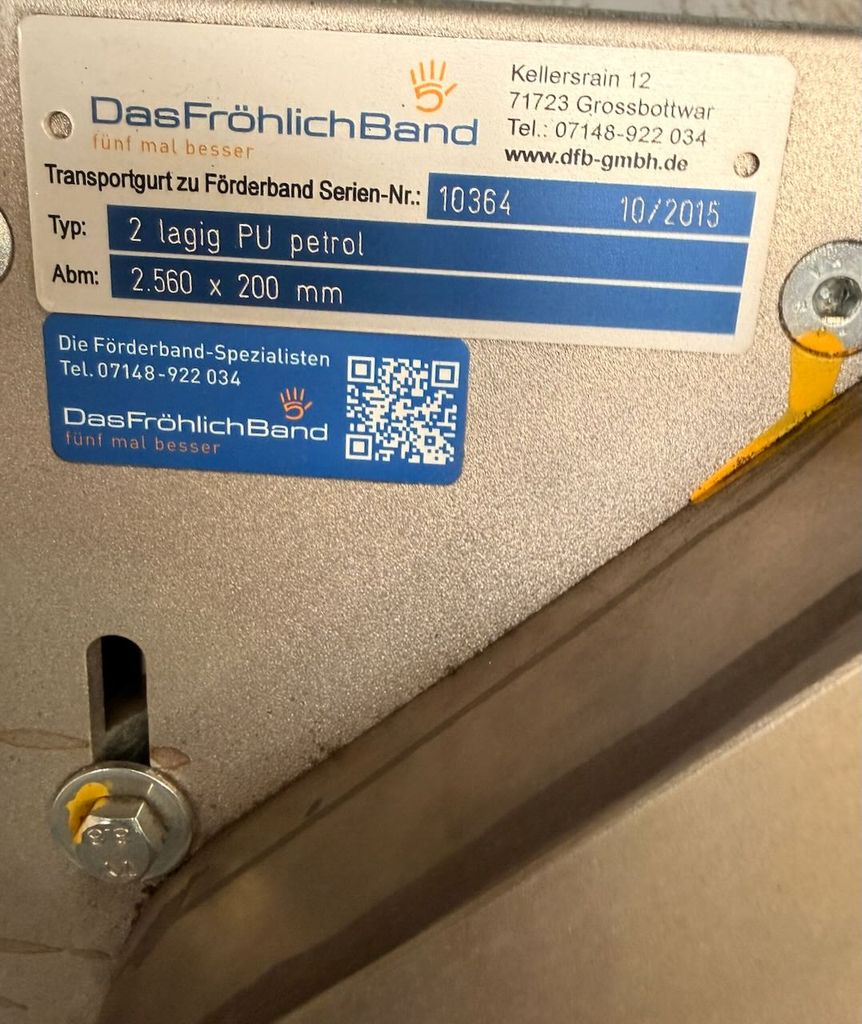 DasFröhlichBand
fünf mal besser
Kellersrain 12
71723 Grossbottwar
Tel.: 07148-922 034
www.dfb-gmbh.de
Transportgurt zu Förderband Serien-Nr.: 10364 10/2015
Typ: 2 lagig PU petrol
Abm: 2.560 x 200 mm
Die Förderband-Spezialisten
Tel. 07148-922 034
DasFröhlichBand
fünf mal besser
8.8